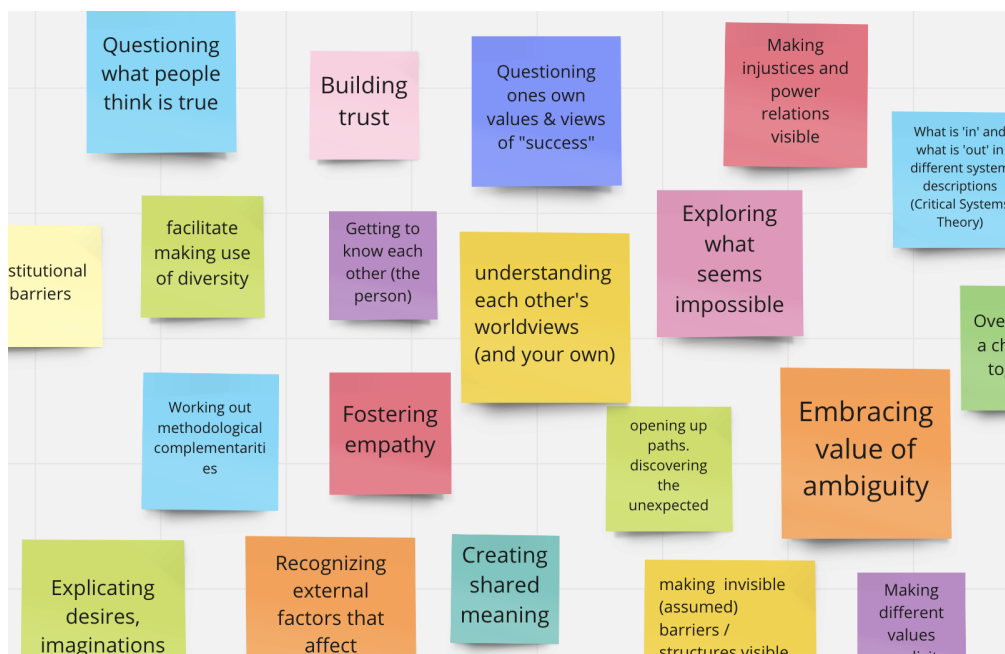 Questioning
what people
think is true
Building
trust
Questioning
ones own
values & views
of "success"
Making
injustices and
power
relations
visible
What is 'in' and
what is 'out' in
different system
descriptions
(Critical Systems
Theory)
stitutional
barriers
facilitate
making use
of diversity
Getting to
know each
other (the
person)
understanding
each other's
worldviews
(and your own)
Exploring
what
seems
impossible
Ove
a ch
to
Working out
methodological
complementariti
es
Fostering
empathy
opening up
paths.
discovering
the
unexpected
Embracing
value of
ambiguity
Explicating
desires,
imaginations
Recognizing
external
factors that
affect
Creating
shared
meaning
making invisible
(assumed)
barriers /
structures visible
Making
different
values